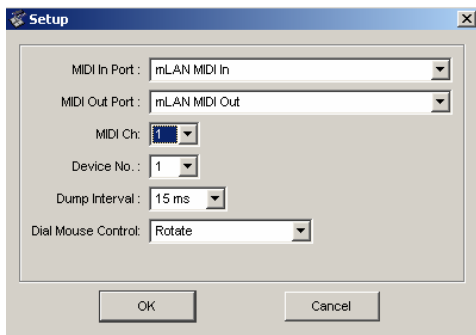 Setup
MIDI In Port : mLAN MIDI In
MIDI Out Port : mLAN MIDI Out
MIDI Ch: 1
Device No. : 1
Dump Interval : 15 ms
Dial Mouse Control: Rotate
OK Cancel